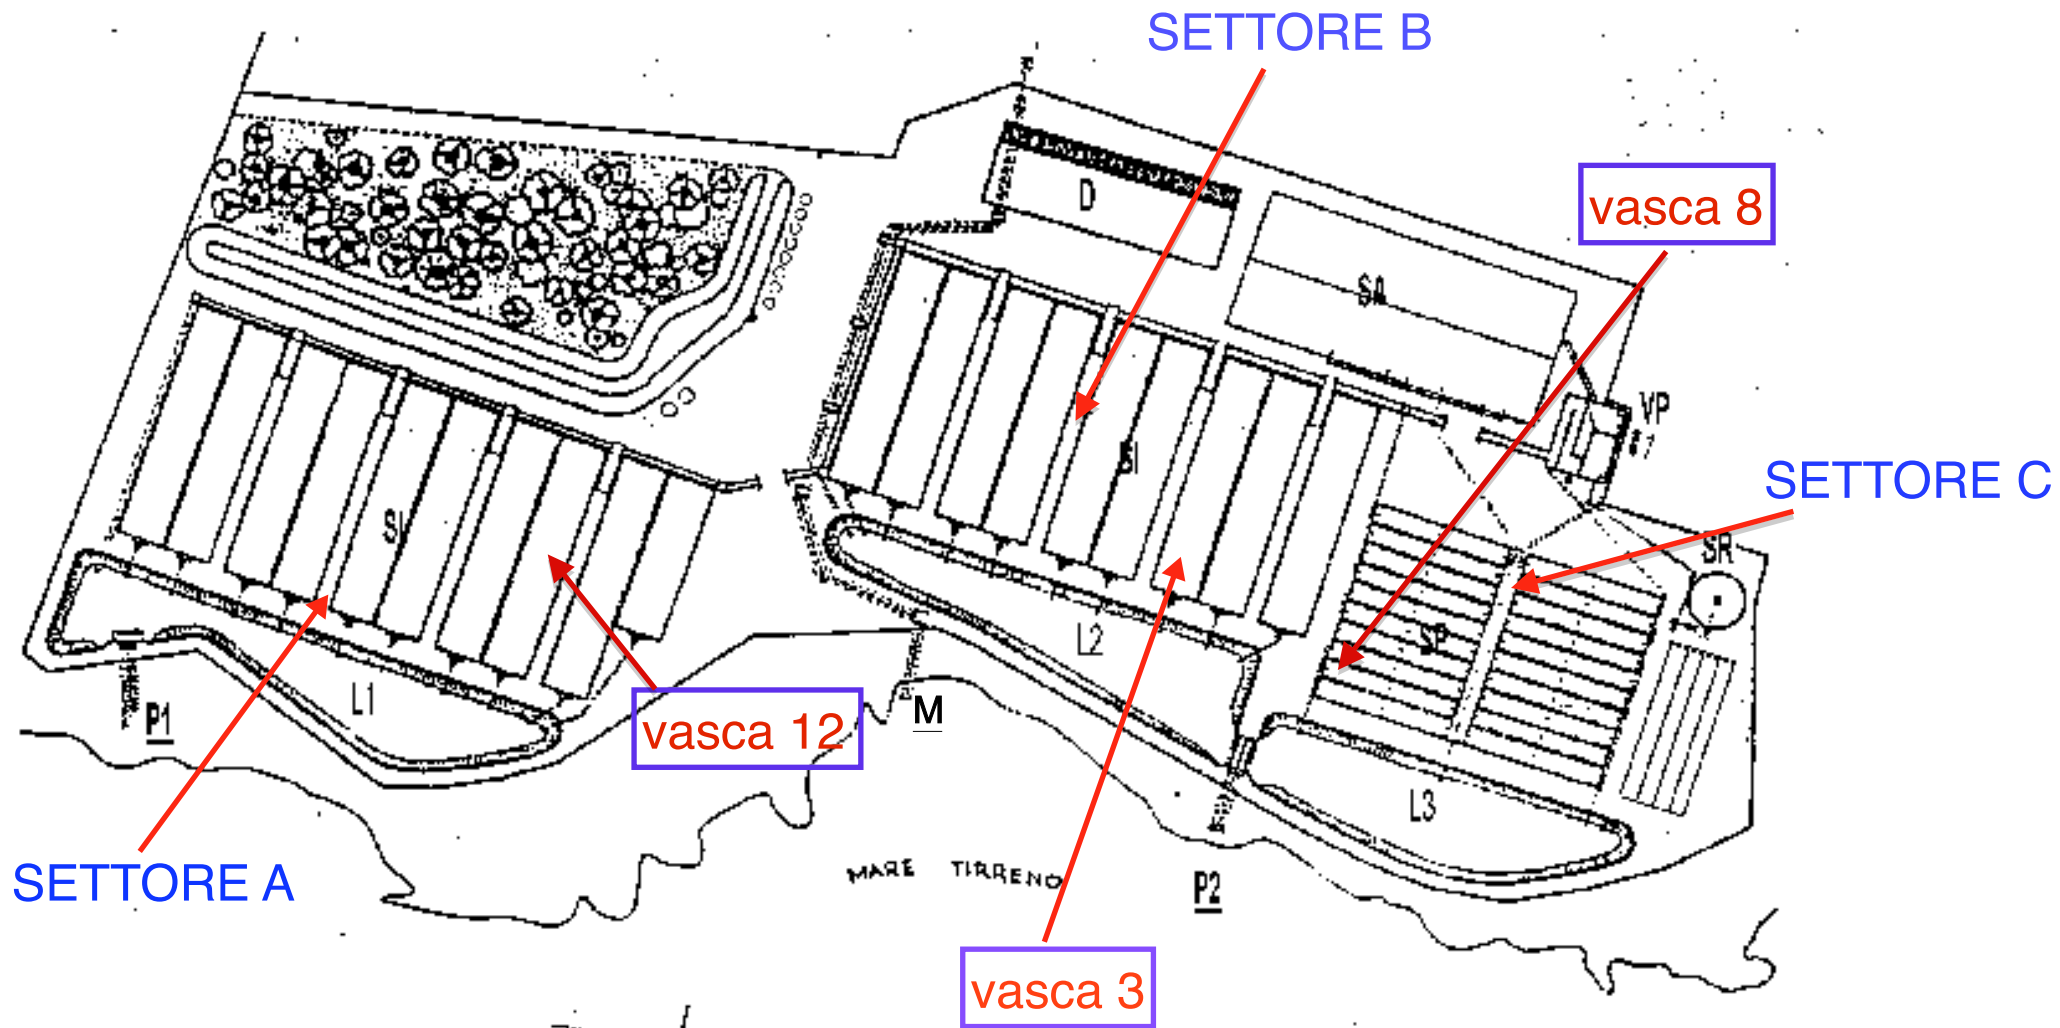 SETTORE B
D
vasca 8
SA
VP
SETTORE C
SI
SI
SR
SP
L2
L1
P1
M
vasca 12
L3
SETTORE A
MARE TIRRENO
P2
vasca 3